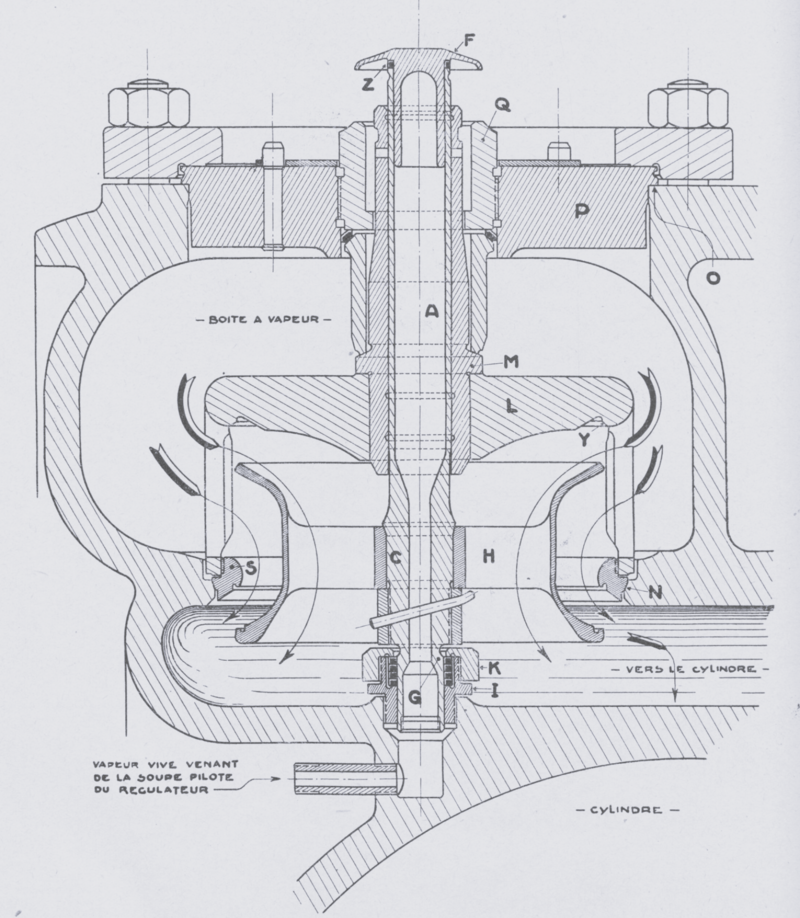 F
Z
Q
P
O
A
– BOITE A VAPEUR –
M
L
Y
C
H
S
N
K
– VERS LE CYLINDRE –
I
G
VAPEUR VIVE VENANT
DE LA SOUPE PILOTE
DU REGULATEUR
– CYLINDRE –